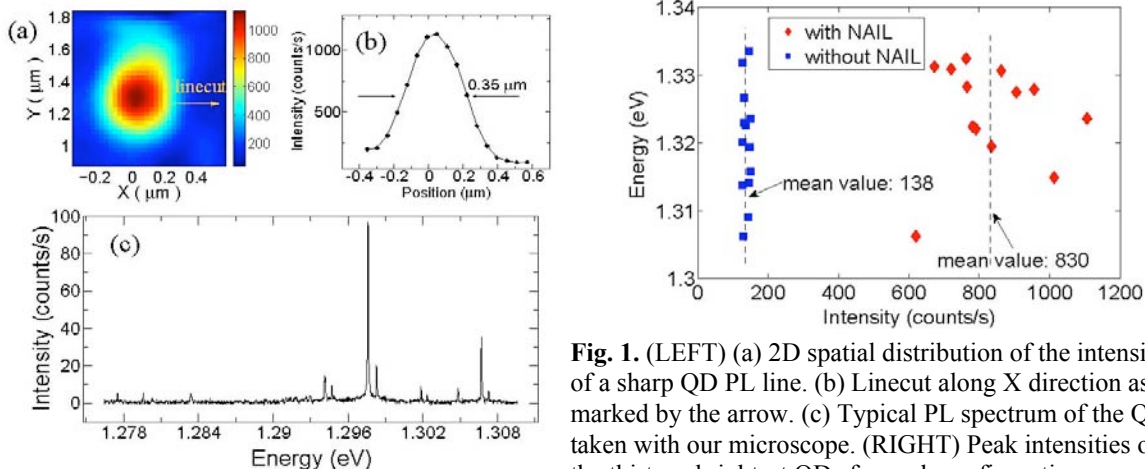 (a)
1.8
1.6
1.4
1.2
1
Y ( μm )
linecut
-0.2 0 0.2 0.4
X ( μm )
1000
800
600
400
200
(b)
Intensity (counts/s)
1000
500
0.35 μm
-0.4 -0.2 0 0.2 0.4 0.6
Position (μm)
(c)
Intensity (counts/s)
100
80
60
40
20
0
1.278 1.284 1.290 1.296 1.302 1.308
Energy (eV)
1.34
1.33
1.32
1.31
1.3
Energy (eV)
with NAIL
without NAIL
mean value: 138
mean value: 830
0 200 400 600 800 1000 1200
Intensity (counts/s)
Fig. 1. (LEFT) (a) 2D spatial distribution of the intensi
of a sharp QD PL line. (b) Linecut along X direction as
marked by the arrow. (c) Typical PL spectrum of the Q
taken with our microscope. (RIGHT) Peak intensities o